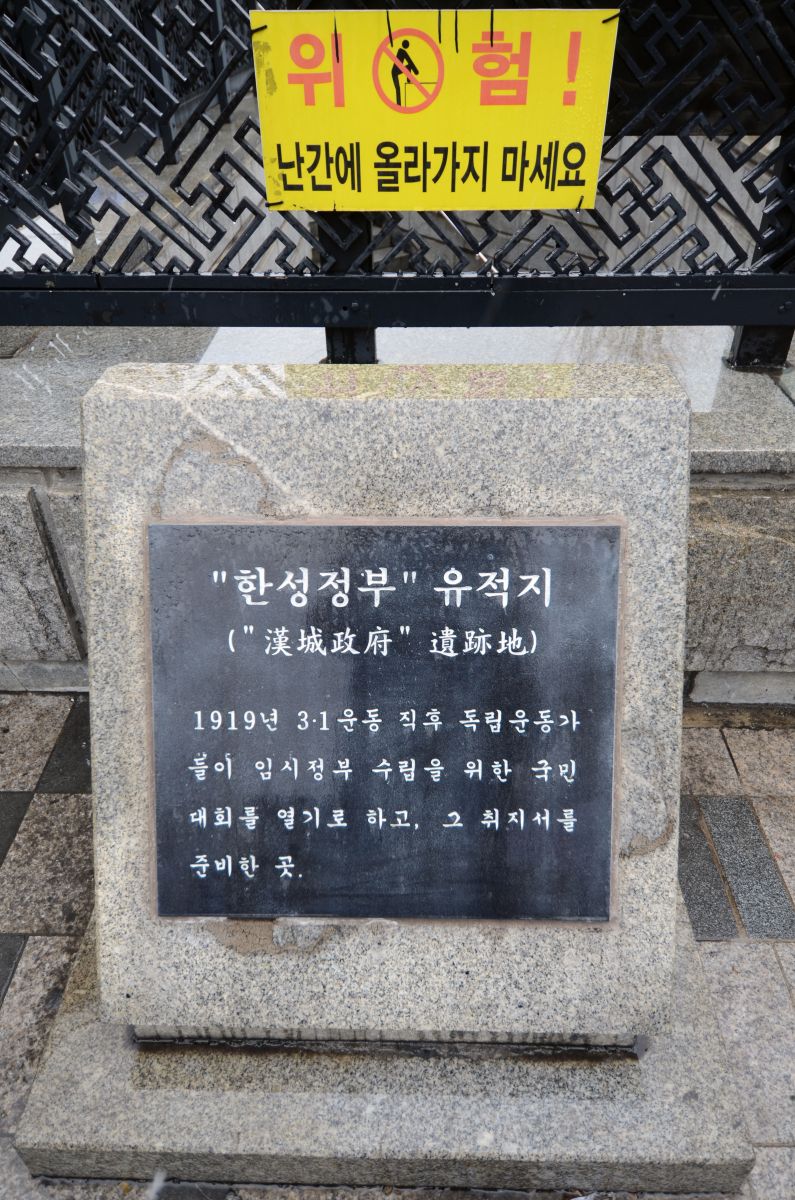 위험!
난간에 올라가지 마세요
"한성정부" 유적지
("漢城政府" 遺跡地)
1919년 3·1운동 직후 독립운동가
들이 임시정부 수립을 위한 국민
대회를 열기로 하고, 그 취지서를
준비한 곳.